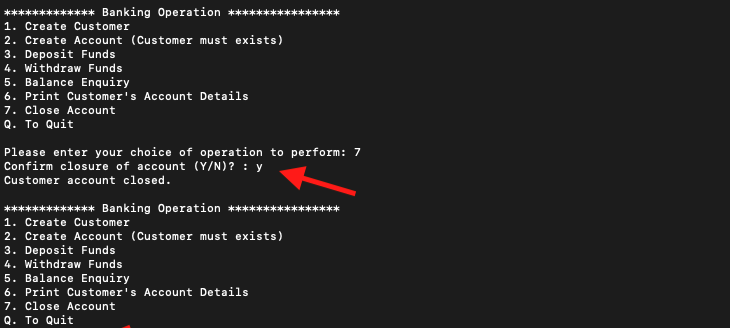 ************* Banking Operation ****************
1. Create Customer
2. Create Account (Customer must exists)
3. Deposit Funds
4. Withdraw Funds
5. Balance Enquiry
6. Print Customer's Account Details
7. Close Account
Q. To Quit
Please enter your choice of operation to perform: 7
Confirm closure of account (Y/N)? : y
Customer account closed.
************* Banking Operation ****************
1. Create Customer
2. Create Account (Customer must exists)
3. Deposit Funds
4. Withdraw Funds
5. Balance Enquiry
6. Print Customer's Account Details
7. Close Account
Q. To Quit